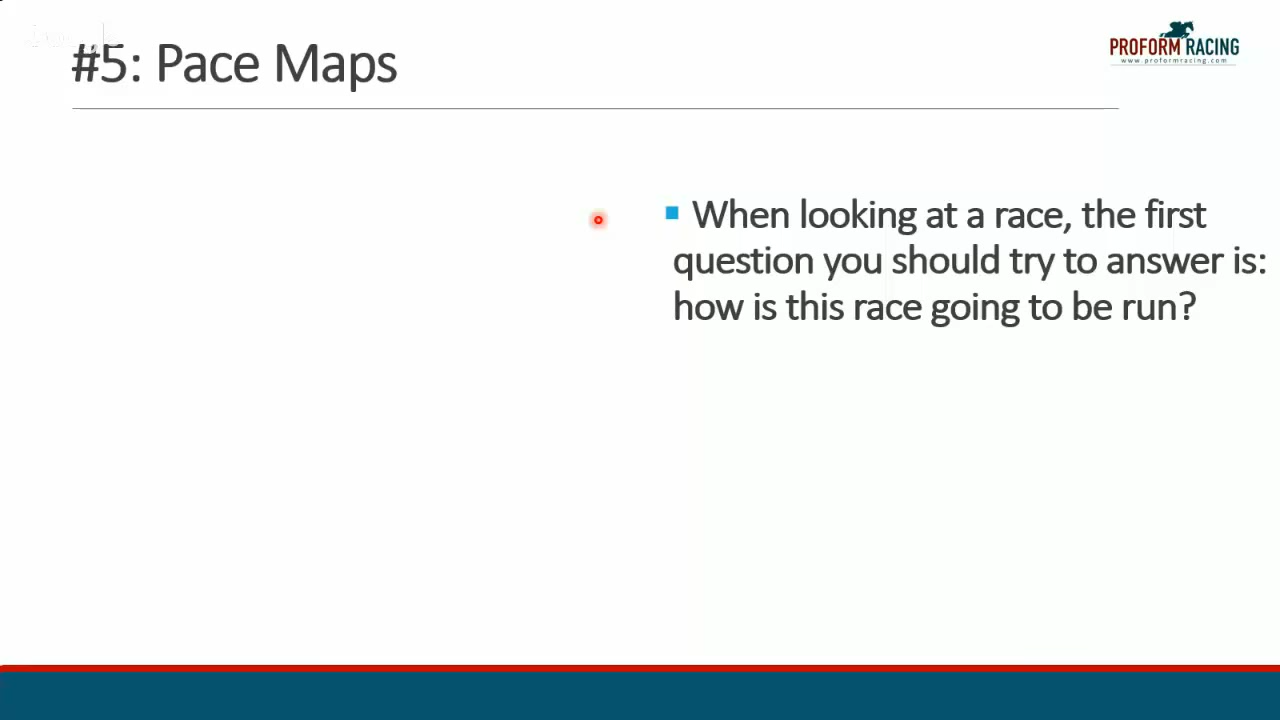 #5: Pace Maps
PROFORM RACING
www.proformracing.com
When looking at a race, the first
question you should try to answer is:
how is this race going to be run?